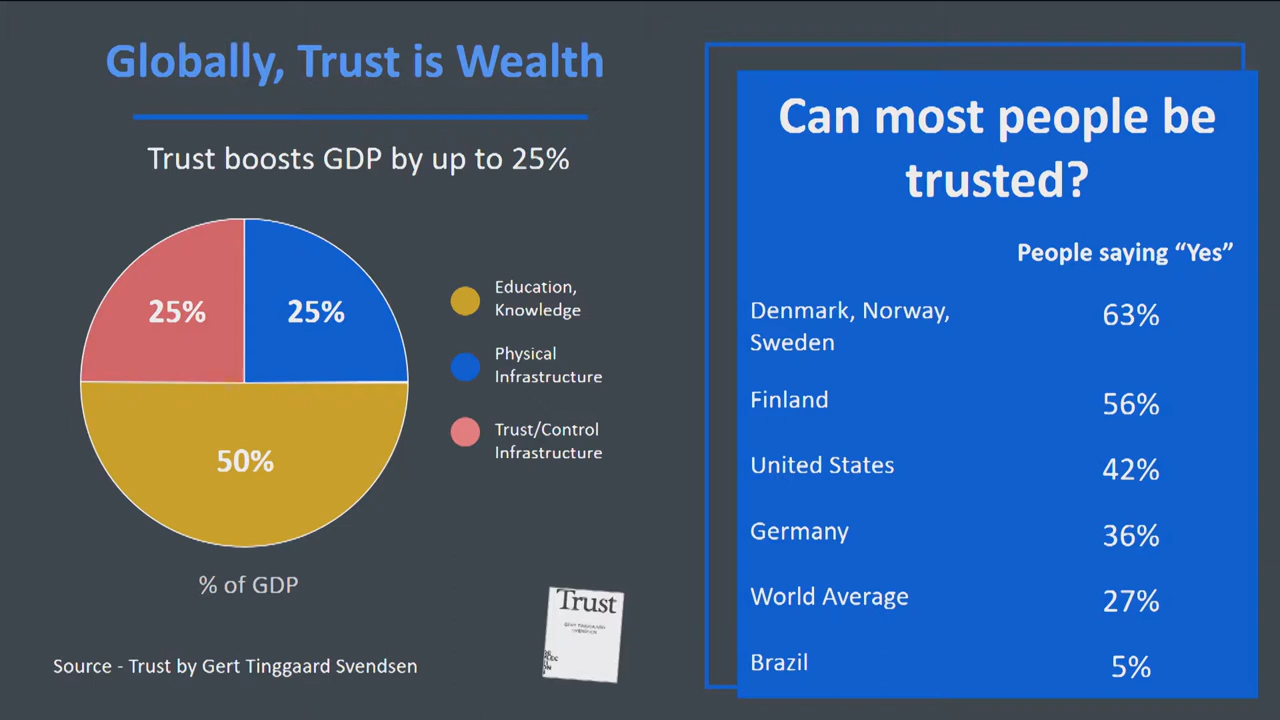 Globally, Trust is Wealth
Trust boosts GDP by up to 25%
25%
25%
50%
Education,
Knowledge
Physical
Infrastructure
Trust/Control
Infrastructure
% of GDP
Trust
Source - Trust by Gert Tinggaard Svendsen
Can most people be
trusted?
People saying “Yes”
Denmark, Norway,
Sweden
63%
Finland
56%
United States
42%
Germany
36%
World Average
27%
Brazil
5%